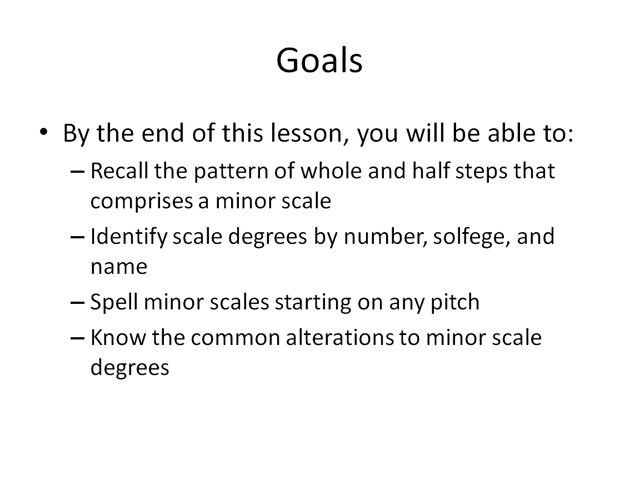 Goals
• By the end of this lesson, you will be able to:
– Recall the pattern of whole and half steps that
comprises a minor scale
– Identify scale degrees by number, solfege, and
name
– Spell minor scales starting on any pitch
– Know the common alterations to minor scale
degrees